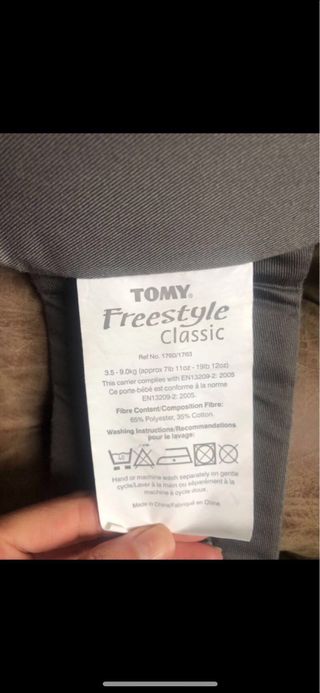 TOMY®
Freestyle
Classic
Ref No. 1760/1763
3.5 - 9.0kg (approx 7lb 11oz - 19lb 12oz)
This carrier complies with EN13209-2: 2005
Ce porte-bébé est conforme à la norme
EN13209-2: 2005.
Fibre Content/Composition Fibre:
65% Polyester, 35% Cotton.
Washing Instructions/Recommendations
pour le lavage:
Hand or machine wash separately on gentle
cycle/Laver à la main ou séparément à la
machine à cycle doux.
Made in China/Fabriqué en Chine.